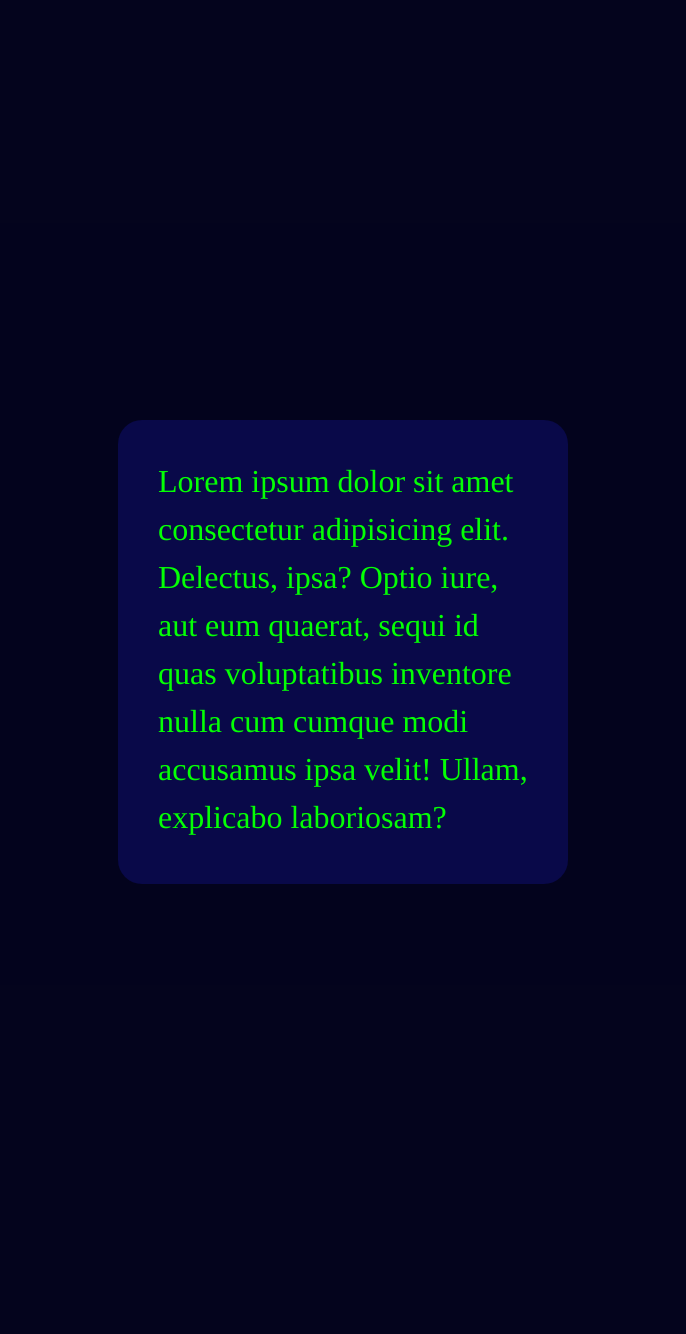 Lorem ipsum dolor sit amet
consectetur adipisicing elit.
Delectus, ipsa? Optio iure,
aut eum quaerat, sequi id
quas voluptatibus inventore
nulla cum cumque modi
accusamus ipsa velit! Ullam,
explicabo laboriosam?